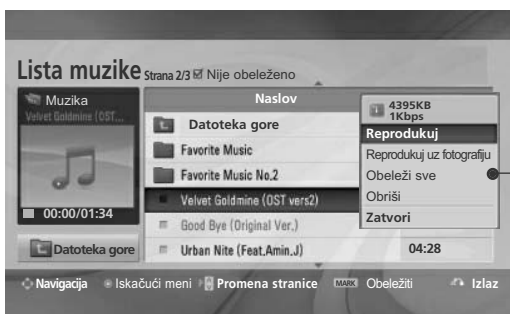 Lista muzike Strana 2/3 Nije obeleženo
Muzika
Velvet Goldmine (OST...
00:00/01:34
Datoteka gore
Naslov
Datoteka gore
Favorite Music
Favorite Music No.2
Velvet Goldmine (OST vers2)
Good Bye (Original Ver.)
Urban Nite (Feat.Amin.J)
04:28
4395KB
1Kbps
Reprodukuj
Reprodukuj uz fotografiju
Obeleži sve
Obriši
Zatvori
Navigacija Iskačući meni Promena stranice MARK Obeležiti Izlaz